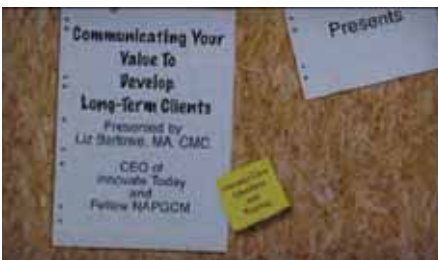 Presents
Communicating Your
Value To
Develop
Long-Term Clients
Presented by
Liz Barlowe, MA, CMC
CEO of
Innovate Today
and
Fellow NAPGCM
and